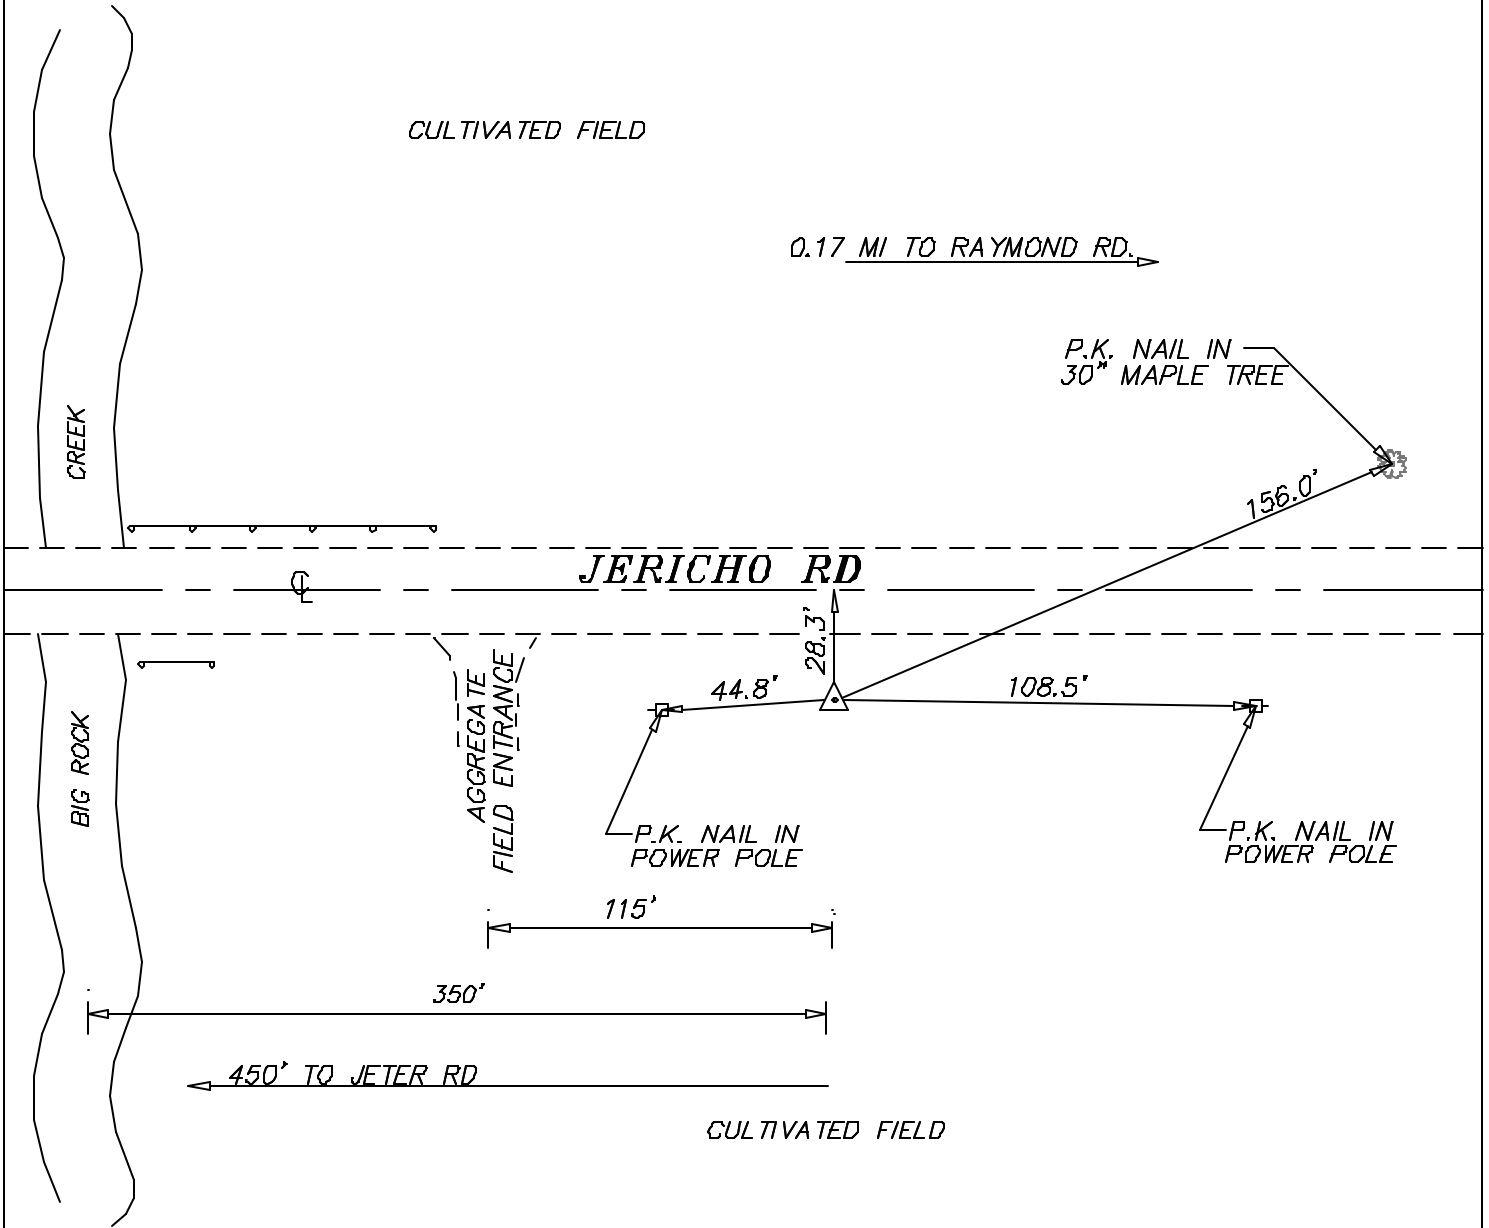 CULTIVATED FIELD
0.17 MI TO RAYMOND RD.
P.K. NAIL IN
30" MAPLE TREE
CREEK
156.0'
JERICHO RD
CL
28.3'
44.8'
108.5'
AGGREGATE
FIELD ENTRANCE
BIG ROCK
P.K. NAIL IN
POWER POLE
P.K. NAIL IN
POWER POLE
115'
350'
450' TO JETER RD
CULTIVATED FIELD